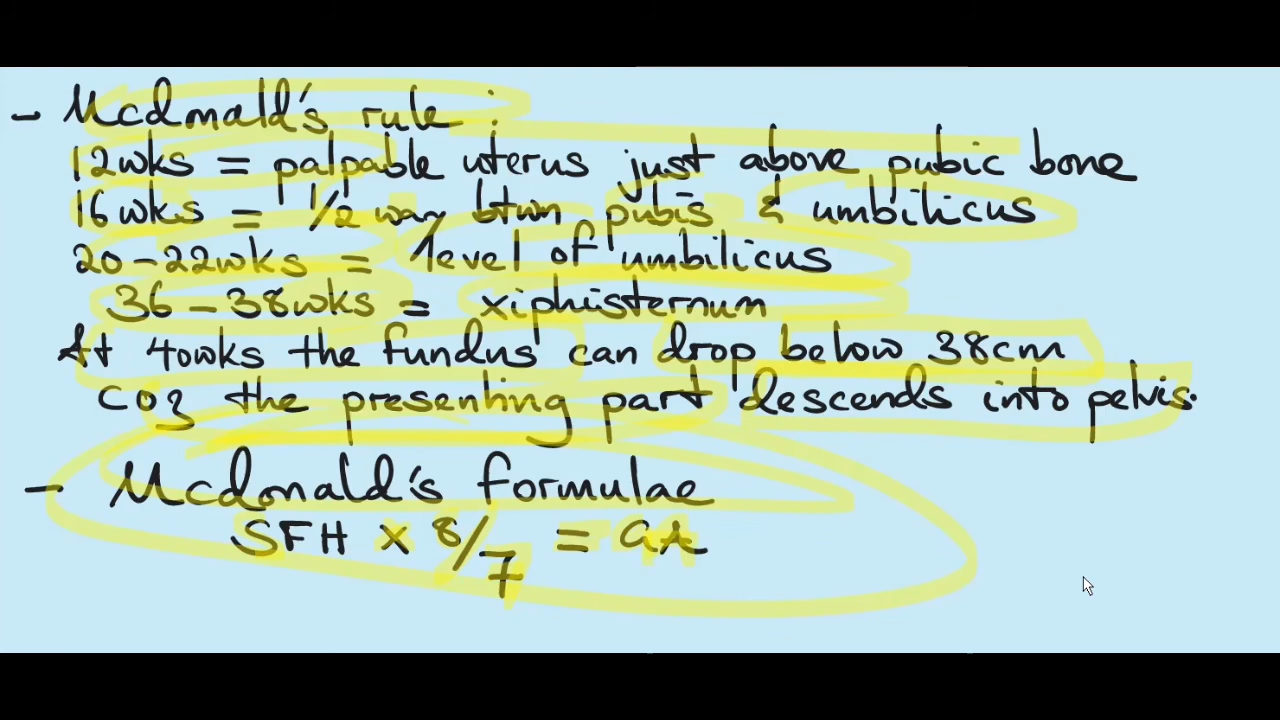 - Mcdonald's rule :
12wks = palpable uterus just above pubic bone
16wks = 1/2 way btwn pubis & umbilicus
20-22wks = level of umbilicus
36-38wks = xiphisternum
At 40wks the fundus can drop below 38cm
coz the presenting part descends into pelvis.
- Mcdonald's formulae
SFH x 8/7 = GA